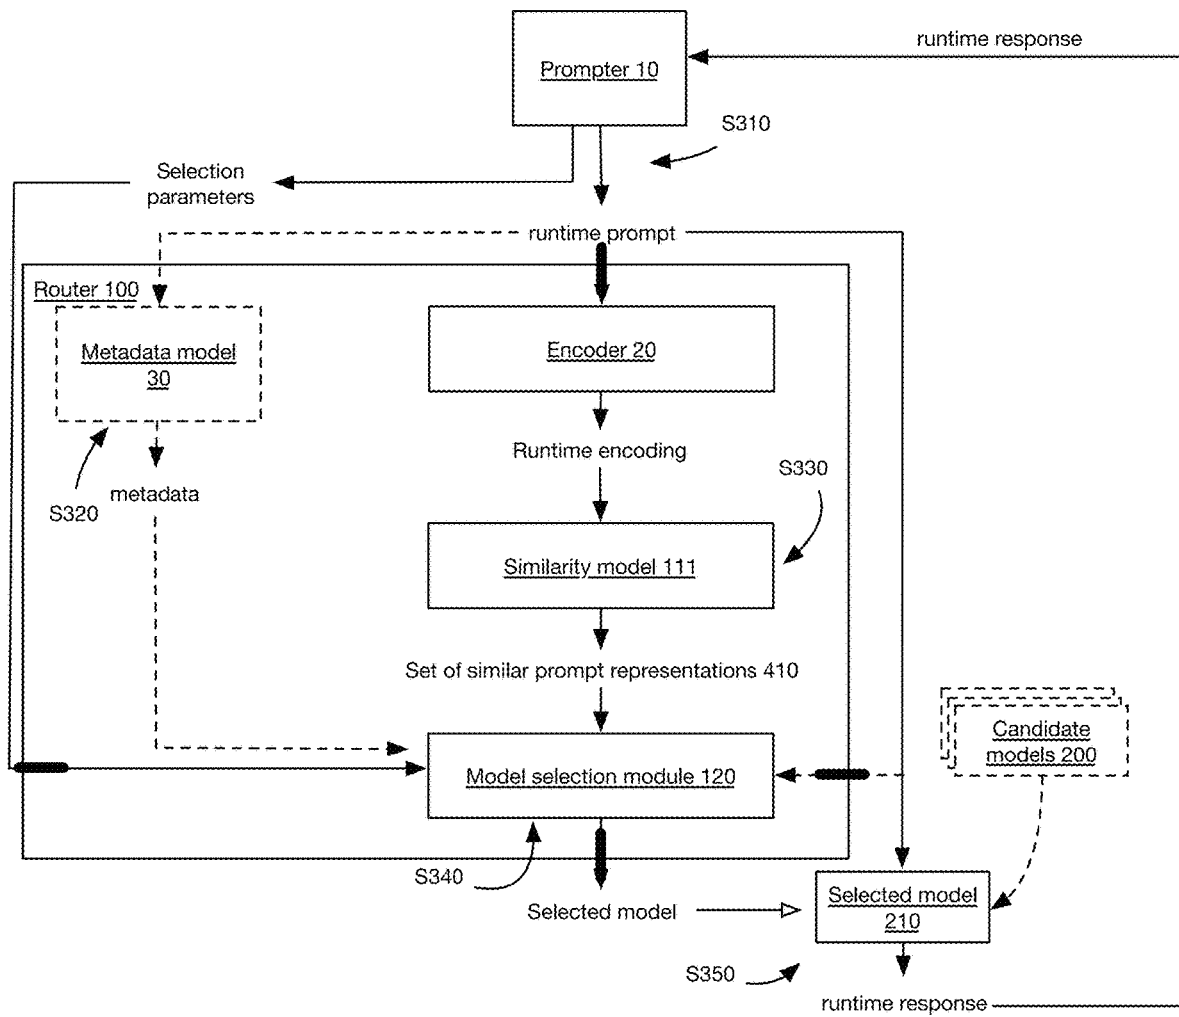 runtime response
Prompter 10
S310
Selection
parameters
runtime prompt
Router 100
Metadata model
30
Encoder 20
Runtime encoding
S330
metadata
S320
Similarity model 111
Set of similar prompt representations 410
Candidate
models 200
Model selection module 120
S340
Selected model
Selected model
210
S350
runtime response